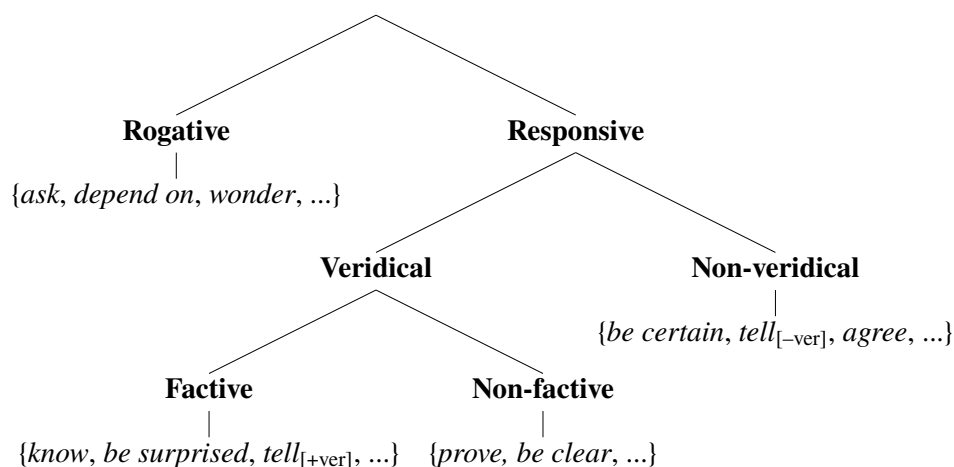 Rogative Responsive
{ask, depend on, wonder, ...}
Veridical Non-veridical
{be certain, tell[–ver], agree, ...}
Factive Non-factive
{know, be surprised, tell[+ver], ...} {prove, be clear, ...}